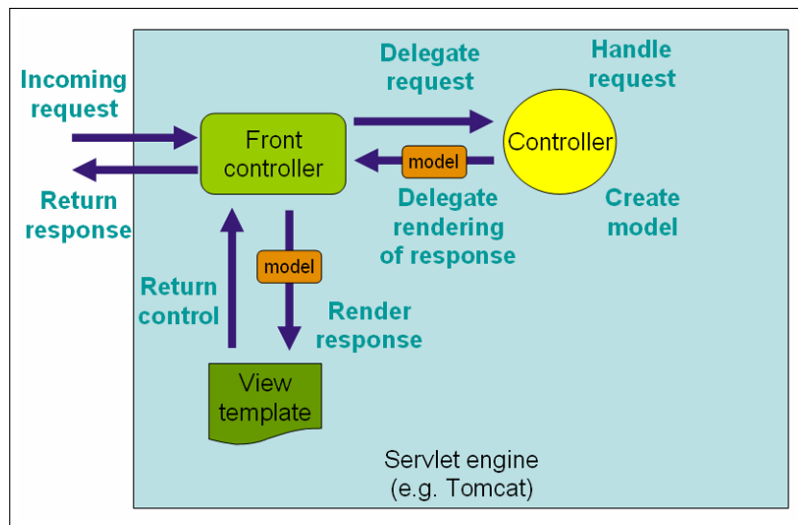 Incoming
request
Delegate
request
Handle
request
Front
controller
Controller
model
Return
response
Delegate
rendering
of response
Create
model
model
Return
control
Render
response
View
template
Servlet engine
(e.g. Tomcat)